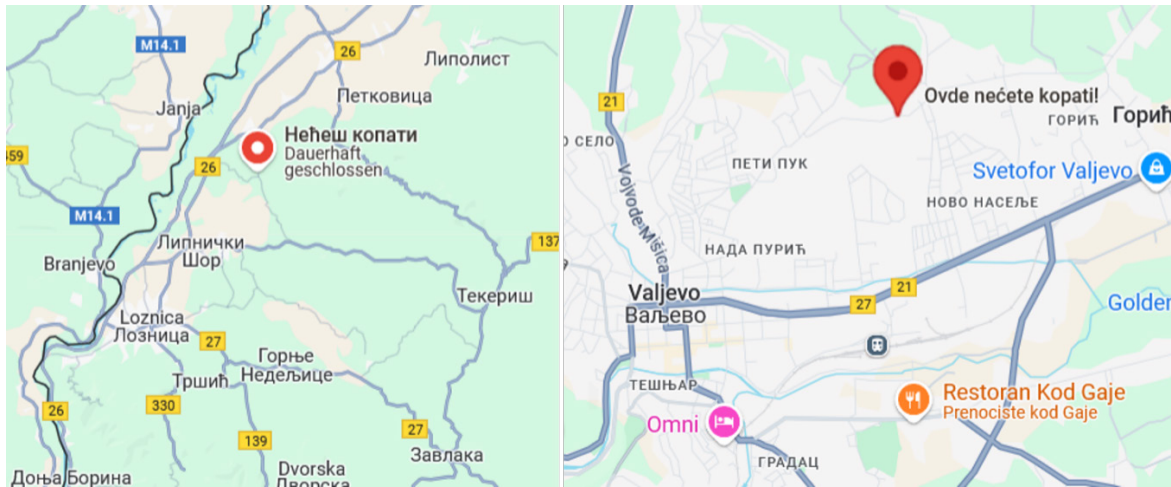 M14.1
26
Липолист
Петковица
Janja
Нећеш копати
Dauerhaft
geschlossen
459
26
M14.1
Липнички
Шор
137
Branjevo
Текериш
Loznica
Лозница
27
Горње
Недељице
Тршић
330
26
27
139
Завлака
Dvorska
Доња Борина
21
Ovde nećete kopati!
ГОРИЋ
Горић
О СЕЛО
ПЕТИ ПУК
Svetofor Valjevo
Vojvode Mišica
НОВО НАСЕЉЕ
НАДА ПУРИЋ
21
Valjevo
Ваљево
27
Golden
ТЕШЊАР
Restoran Kod Gaje
Prenociste kod Gaje
Omni
ГРАДАЦ